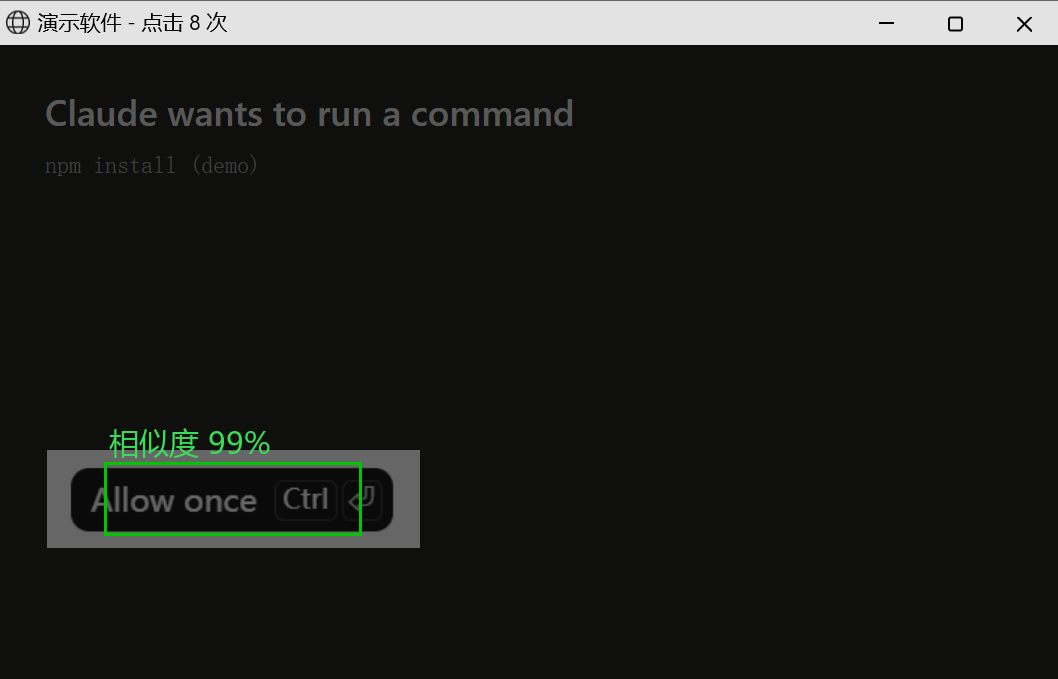 演示软件 - 点击 8 次
Claude wants to run a command
npm install (demo)
相似度 99%
Allow once Ctrl